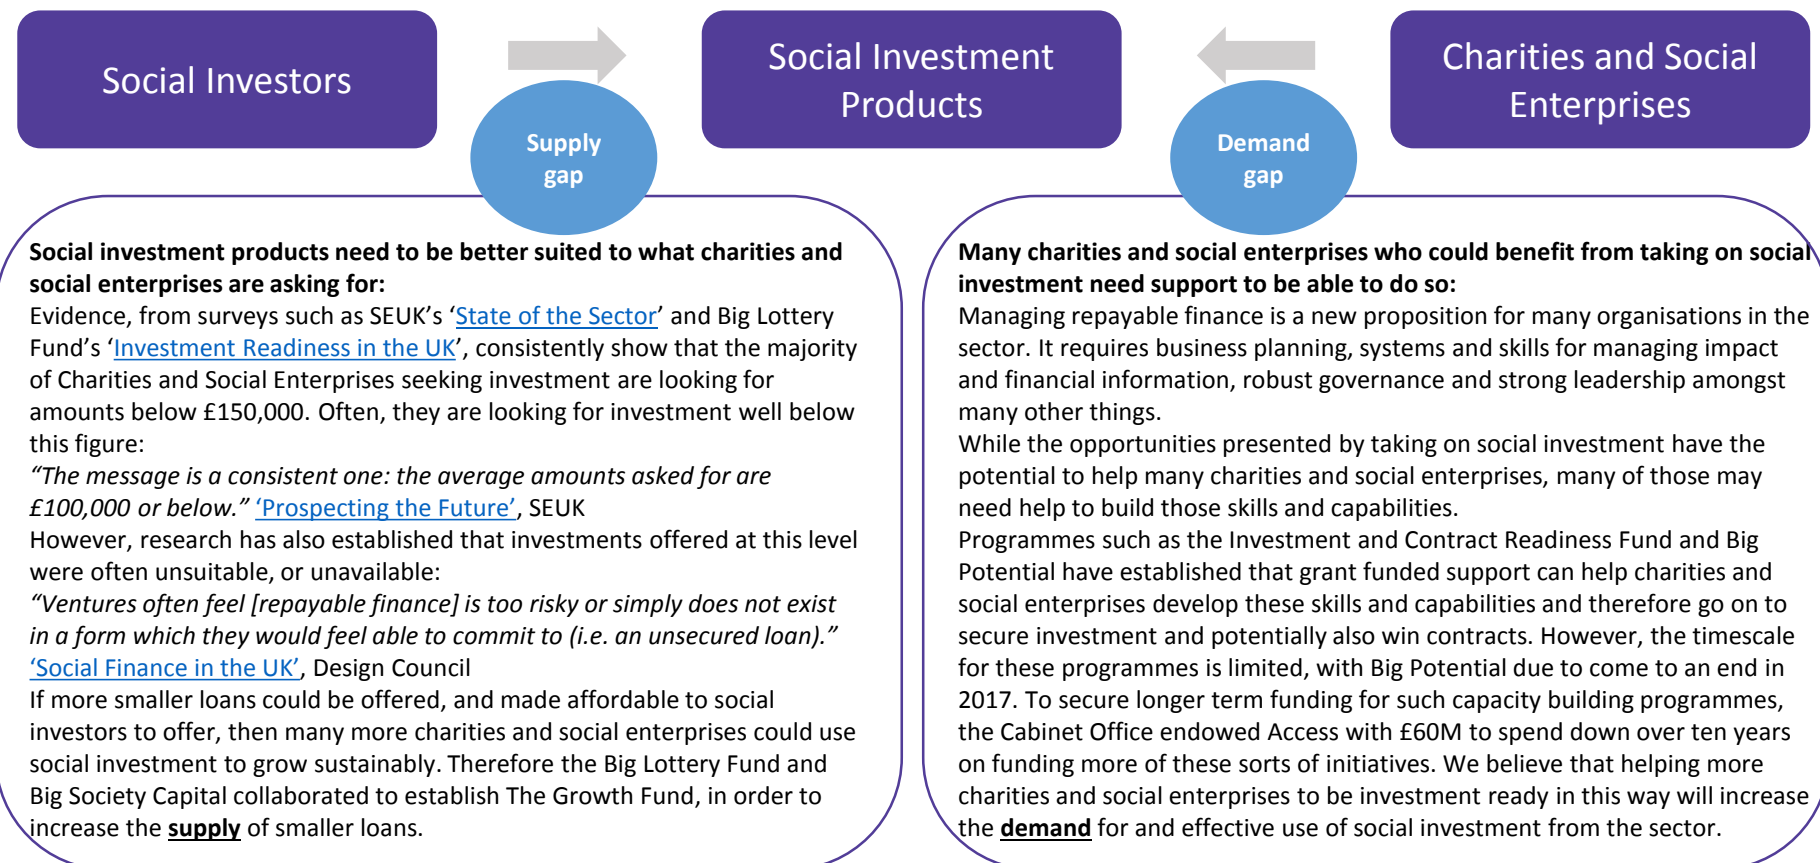 Social Investors
Social Investment
Products
Charities and Social
Enterprises
Supply
gap
Demand
gap
Social investment products need to be better suited to what charities and
social enterprises are asking for:
Evidence, from surveys such as SEUK’s ‘State of the Sector’ and Big Lottery
Fund’s ‘Investment Readiness in the UK’, consistently show that the majority
of Charities and Social Enterprises seeking investment are looking for
amounts below £150,000. Often, they are looking for investment well below
this figure:
“The message is a consistent one: the average amounts asked for are
£100,000 or below.” ‘Prospecting the Future’, SEUK
However, research has also established that investments offered at this level
were often unsuitable, or unavailable:
“Ventures often feel [repayable finance] is too risky or simply does not exist
in a form which they would feel able to commit to (i.e. an unsecured loan).”
‘Social Finance in the UK’, Design Council
If more smaller loans could be offered, and made affordable to social
investors to offer, then many more charities and social enterprises could use
social investment to grow sustainably. Therefore the Big Lottery Fund and
Big Society Capital collaborated to establish The Growth Fund, in order to
increase the supply of smaller loans.
Many charities and social enterprises who could benefit from taking on social
investment need support to be able to do so:
Managing repayable finance is a new proposition for many organisations in the
sector. It requires business planning, systems and skills for managing impact
and financial information, robust governance and strong leadership amongst
many other things.
While the opportunities presented by taking on social investment have the
potential to help many charities and social enterprises, many of those may
need help to build those skills and capabilities.
Programmes such as the Investment and Contract Readiness Fund and Big
Potential have established that grant funded support can help charities and
social enterprises develop these skills and capabilities and therefore go on to
secure investment and potentially also win contracts. However, the timescale
for these programmes is limited, with Big Potential due to come to an end in
2017. To secure longer term funding for such capacity building programmes,
the Cabinet Office endowed Access with £60M to spend down over ten years
on funding more of these sorts of initiatives. We believe that helping more
charities and social enterprises to be investment ready in this way will increase
the demand for and effective use of social investment from the sector.